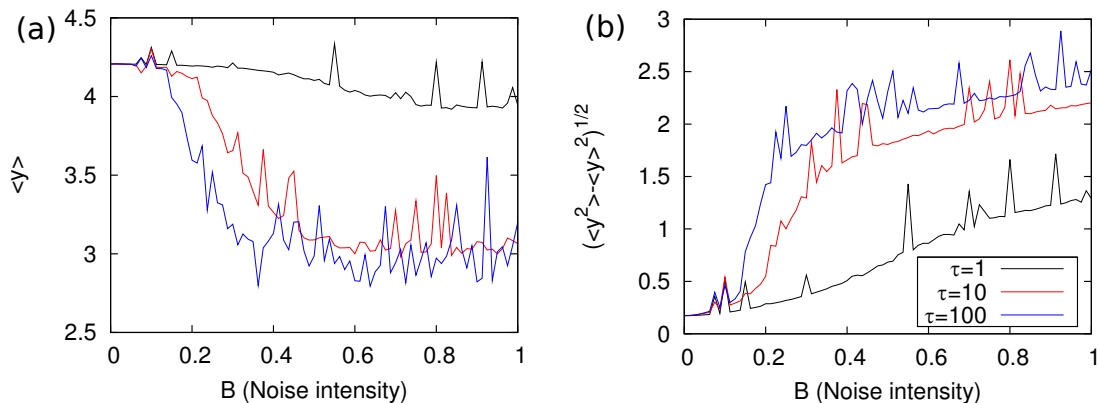 (a)
4.5
4
3.5
3
2.5
<y>
0
0.2
0.4
0.6
0.8
1
B (Noise intensity)
(b)
3
2.5
2
1.5
1
0.5
0
(<y²>-<y>²)¹/²
0
0.2
0.4
0.6
0.8
1
B (Noise intensity)
τ=1
τ=10
τ=100